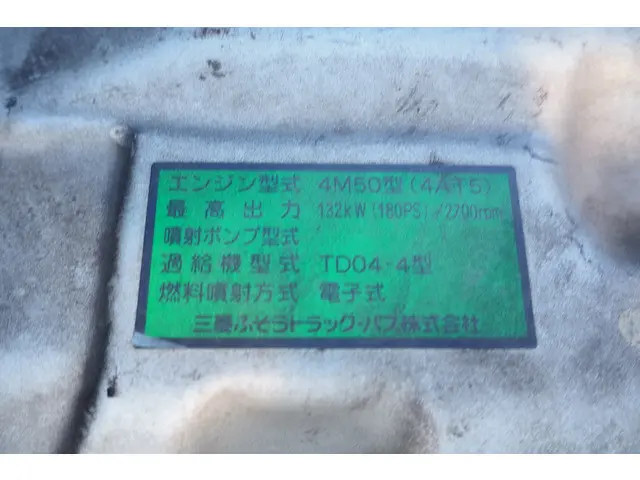 エンジン型式 4M50型(4AT5)
最高出力 132kW(180PS)/2700rpm
噴射ポンプ型式
過給機型式 TD04-4型
燃料噴射方式 電子式
三菱ふそうトラック・バス株式会社